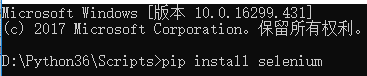 Microsoft Windows [版本 10.0.16299.431]
(c) 2017 Microsoft Corporation。保留所有权利。
D:\Python36\Scripts>pip install selenium